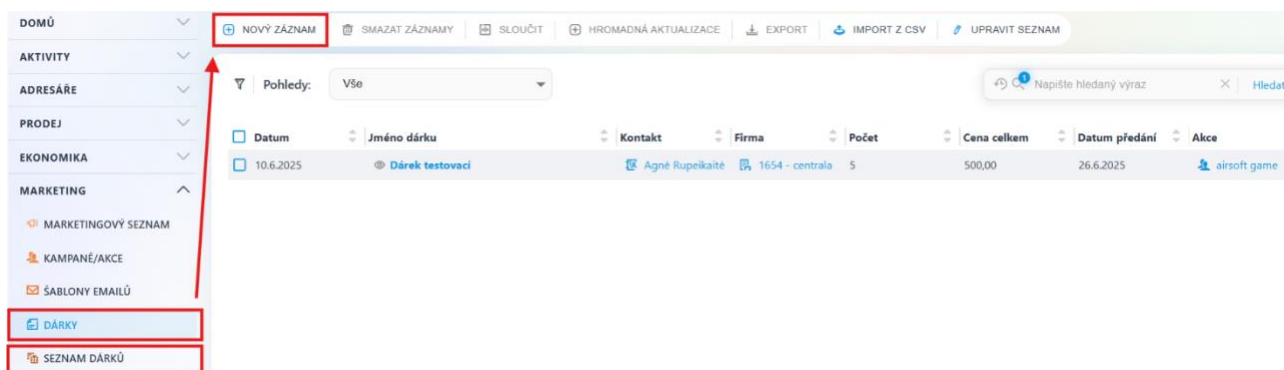 DOMŮ
AKTIVITY
ADRESÁŘE
PRODEJ
EKONOMIKA
MARKETING
MARKETINGOVÝ SEZNAM
KAMPANĚ/AKCE
ŠABLONY EMAILŮ
DÁRKY
SEZNAM DÁRKŮ
NOVÝ ZÁZNAM SMAZAT ZÁZNAMY SLOUČIT HROMADNÁ AKTUALIZACE EXPORT IMPORT Z CSV UPRAVIT SEZNAM
Pohledy: Vše 1 Napište hledaný výraz Hledat
Datum Jméno dárku Kontakt Firma Počet Cena celkem Datum předání Akce
10.6.2025 Dárek testovací Agnė Rupeikaitė 1654 - centrala 5 500,00 26.6.2025 airsoft game